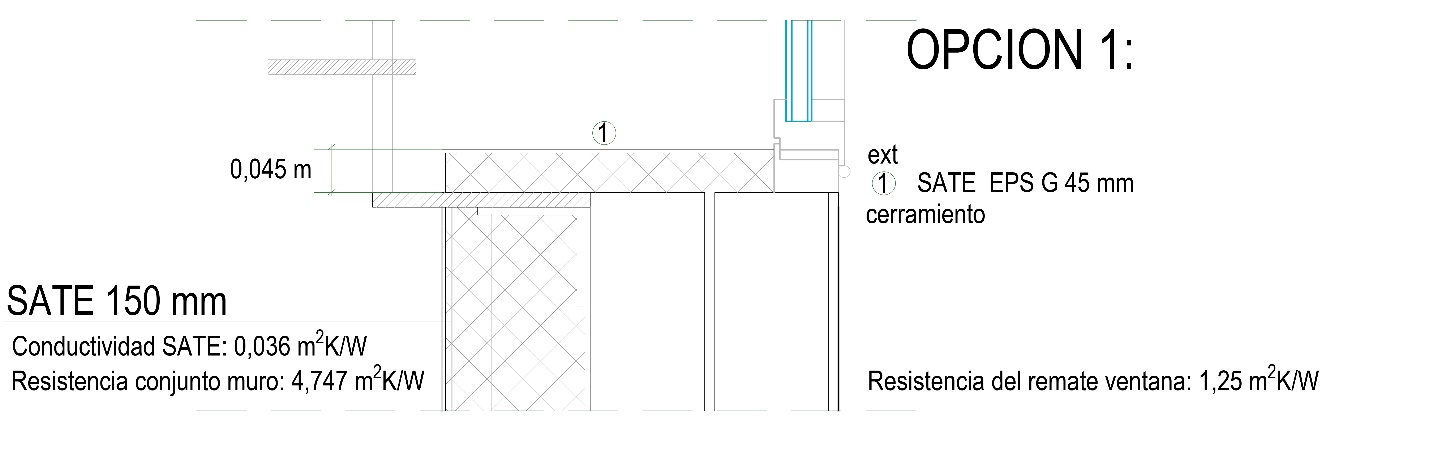 OPCION 1:
1
0,045 m
ext
1 SATE EPS G 45 mm
cerramiento
SATE 150 mm
Conductividad SATE: 0,036 m²K/W
Resistencia conjunto muro: 4,747 m²K/W
Resistencia del remate ventana: 1,25 m²K/W